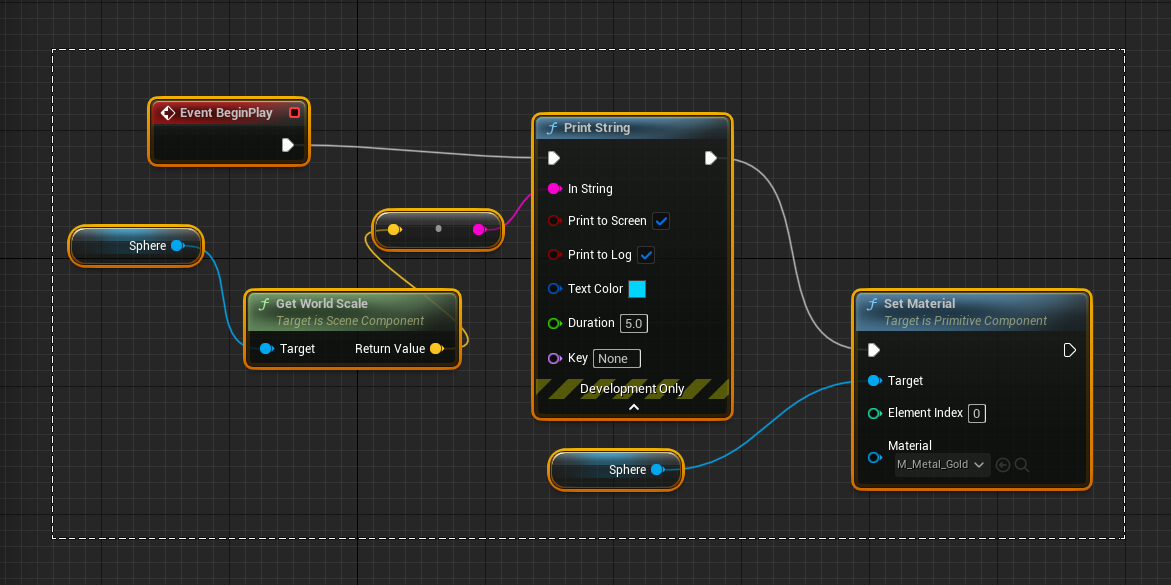 Event BeginPlay
Sphere
f Get World Scale
Target is Scene Component
Target Return Value
f Print String
In String
Print to Screen
Print to Log
Text Color
Duration 5.0
Key None
Development Only
Sphere
f Set Material
Target is Primitive Component
Target
Element Index 0
Material
M_Metal_Gold